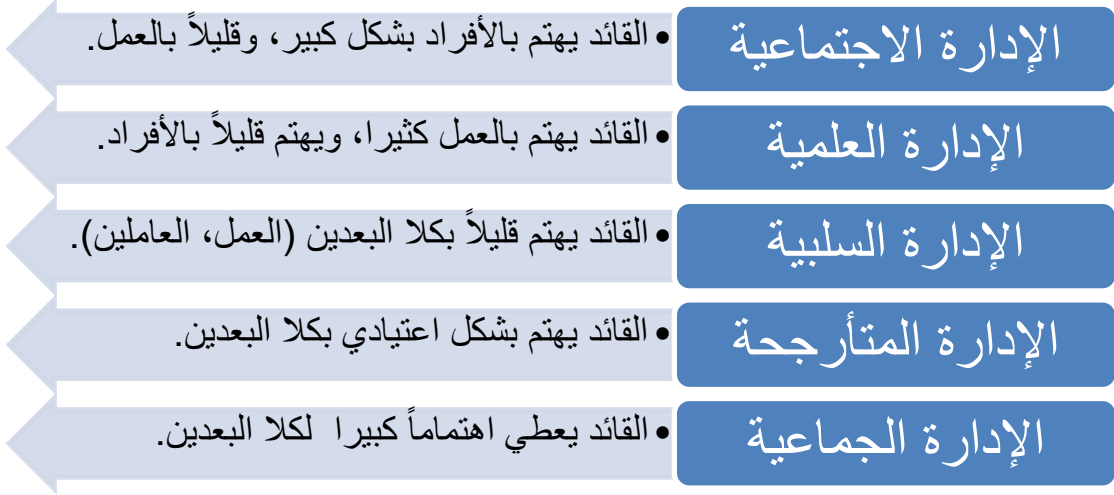 الإدارة الاجتماعية
• القائد يهتم بالأفراد بشكل كبير، وقليلاً بالعمل.
الإدارة العلمية
• القائد يهتم بالعمل كثيرا، ويهتم قليلاً بالأفراد.
الإدارة السلبية
• القائد يهتم قليلاً بكلا البعدين (العمل، العاملين).
الإدارة المتأرجحة
• القائد يهتم بشكل اعتيادي بكلا البعدين.
الإدارة الجماعية
• القائد يعطي اهتماماً كبيرا لكلا البعدين.